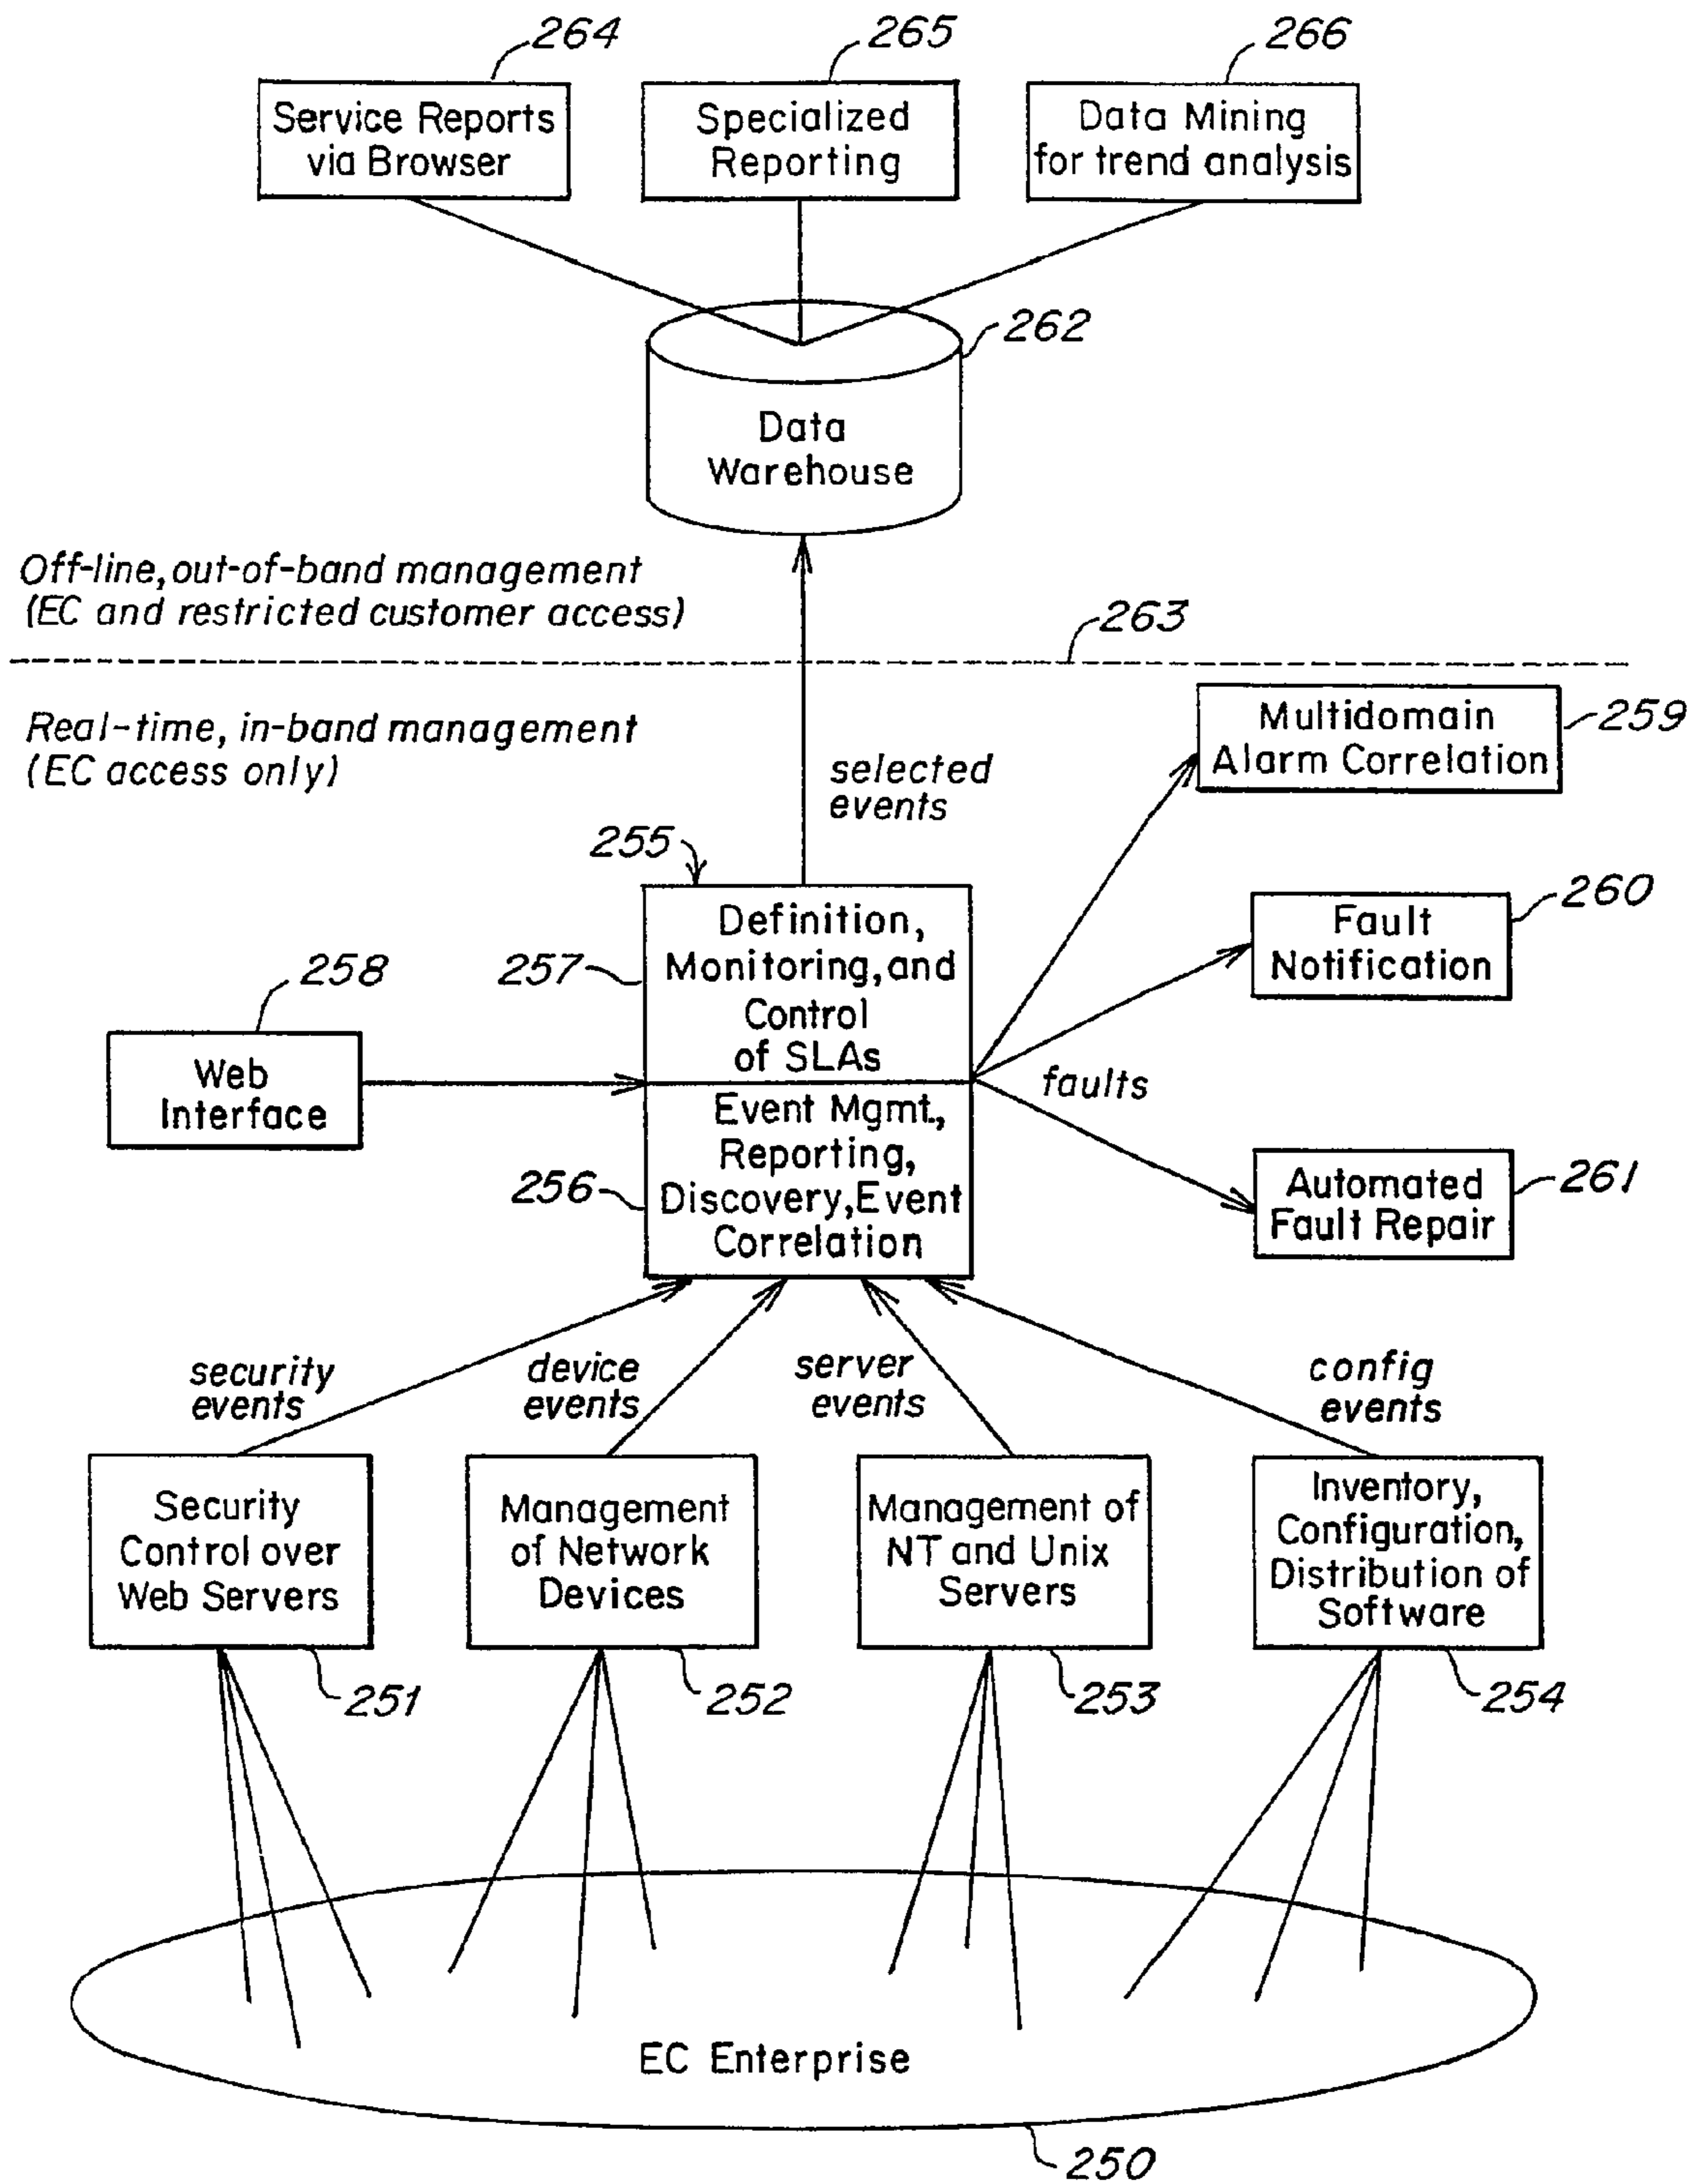 264
265
266
Service Reports
via Browser
Specialized
Reporting
Data Mining
for trend analysis
262
Data
Warehouse
Off-line, out-of-band management
(EC and restricted customer access)
263
Real-time, in-band management
(EC access only)
selected
events
Multidomain
Alarm Correlation
259
255
Definition,
Monitoring, and
Control
of SLAs
257
260
Fault
Notification
258
Web
Interface
faults
Event Mgmt.,
Reporting,
Discovery, Event
Correlation
256
Automated
Fault Repair
261
security
events
device
events
server
events
config
events
Security
Control over
Web Servers
Management
of Network
Devices
Management of
NT and Unix
Servers
Inventory,
Configuration,
Distribution of
Software
251
252
253
254
EC Enterprise
250